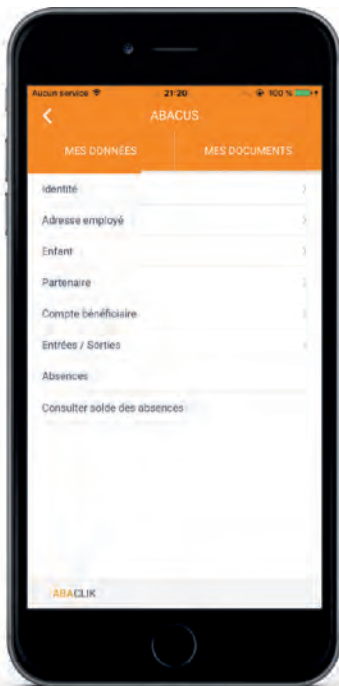 Aucun service 21:20 100 %
ABACUS
MES DONNÉES MES DOCUMENTS
Identité
Adresse employé
Enfant
Partenaire
Compte bénéficiaire
Entrées / Sorties
Absences
Consulter solde des absences
ABACLIK